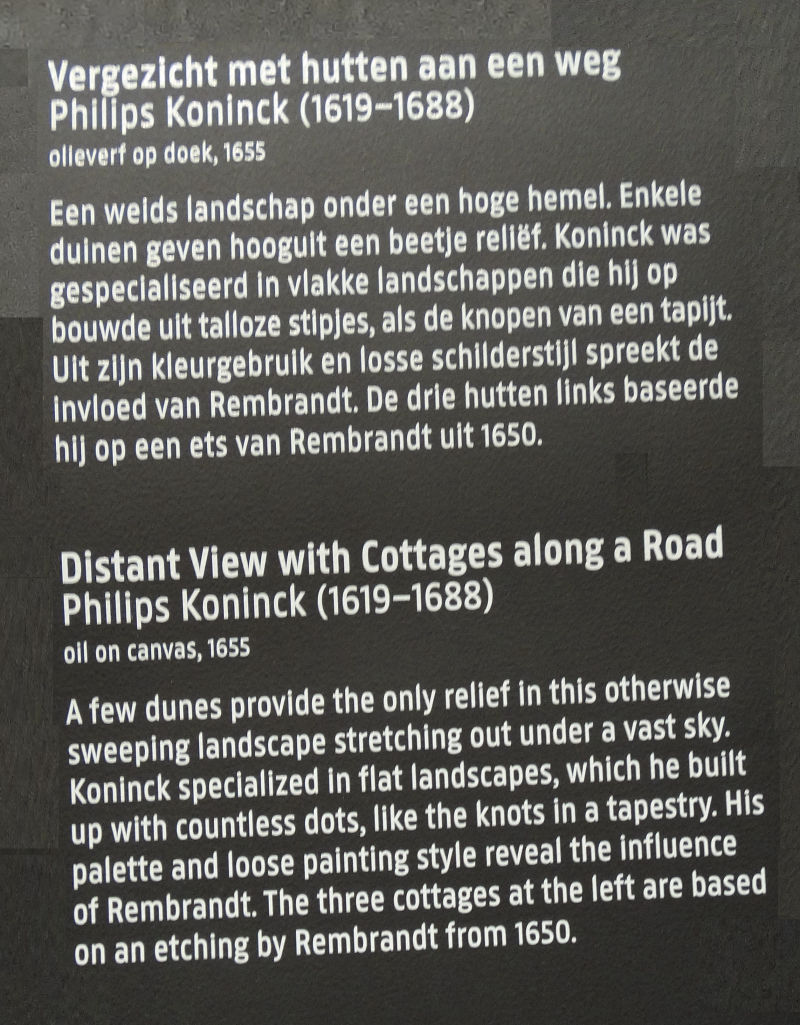 Vergezicht met hutten aan een weg
Philips Koninck (1619–1688)
olieverf op doek, 1655
Een weids landschap onder een hoge hemel. Enkele
duinen geven hooguit een beetje reliëf. Koninck was
gespecialiseerd in vlakke landschappen die hij op
bouwde uit talloze stipjes, als de knopen van een tapijt.
Uit zijn kleurgebruik en losse schilderstijl spreekt de
invloed van Rembrandt. De drie hutten links baseerde
hij op een ets van Rembrandt uit 1650.
Distant View with Cottages along a Road
Philips Koninck (1619–1688)
oil on canvas, 1655
A few dunes provide the only relief in this otherwise
sweeping landscape stretching out under a vast sky.
Koninck specialized in flat landscapes, which he built
up with countless dots, like the knots in a tapestry. His
palette and loose painting style reveal the influence
of Rembrandt. The three cottages at the left are based
on an etching by Rembrandt from 1650.